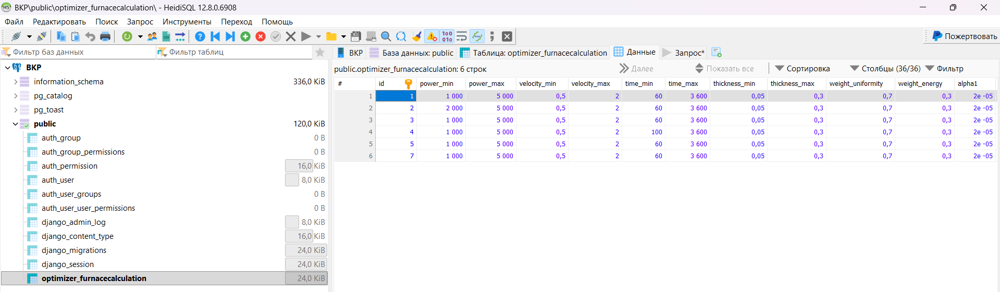 BKP\public\optimizer_furnacecalculation\ - HeidiSQL 12.8.0.6908
Файл Редактировать Поиск Запрос Инструменты Переход Помощь
Пожертвовать
Фильтр баз данных Фильтр таблиц
BKP База данных: public Таблица: optimizer_furnacecalculation Данные Запрос*
public.optimizer_furnacecalculation: 6 строк Далее Показать все Сортировка Столбцы (36/36) Фильтр
BKP
information_schema 336,0 KiB
pg_catalog
pg_toast
public 120,0 KiB
auth_group 0 B
auth_group_permissions 0 B
auth_permission 16,0 KiB
auth_user 8,0 KiB
auth_user_groups 0 B
auth_user_user_permissions 0 B
django_admin_log 8,0 KiB
django_content_type 16,0 KiB
django_migrations 24,0 KiB
django_session 24,0 KiB
optimizer_furnacecalculation 24,0 KiB
# id power_min power_max velocity_min velocity_max time_min time_max thickness_min thickness_max weight_uniformity weight_energy alpha1
1 1 1 000 5 000 0,5 2 60 3 600 0,05 0,3 0,7 0,3 2e -05
2 2 2 000 5 000 0,5 2 60 3 600 0,05 0,3 0,7 0,3 2e -05
3 3 1 000 5 000 0,5 2 60 3 600 0,05 0,3 0,7 0,3 2e -05
4 4 1 000 5 000 0,5 2 100 3 600 0,05 0,3 0,7 0,3 2e -05
5 5 1 000 5 000 0,5 2 60 3 600 0,05 0,3 0,7 0,3 2e -05
6 7 1 000 5 000 0,5 2 60 3 600 0,05 0,3 0,7 0,3 2e -05